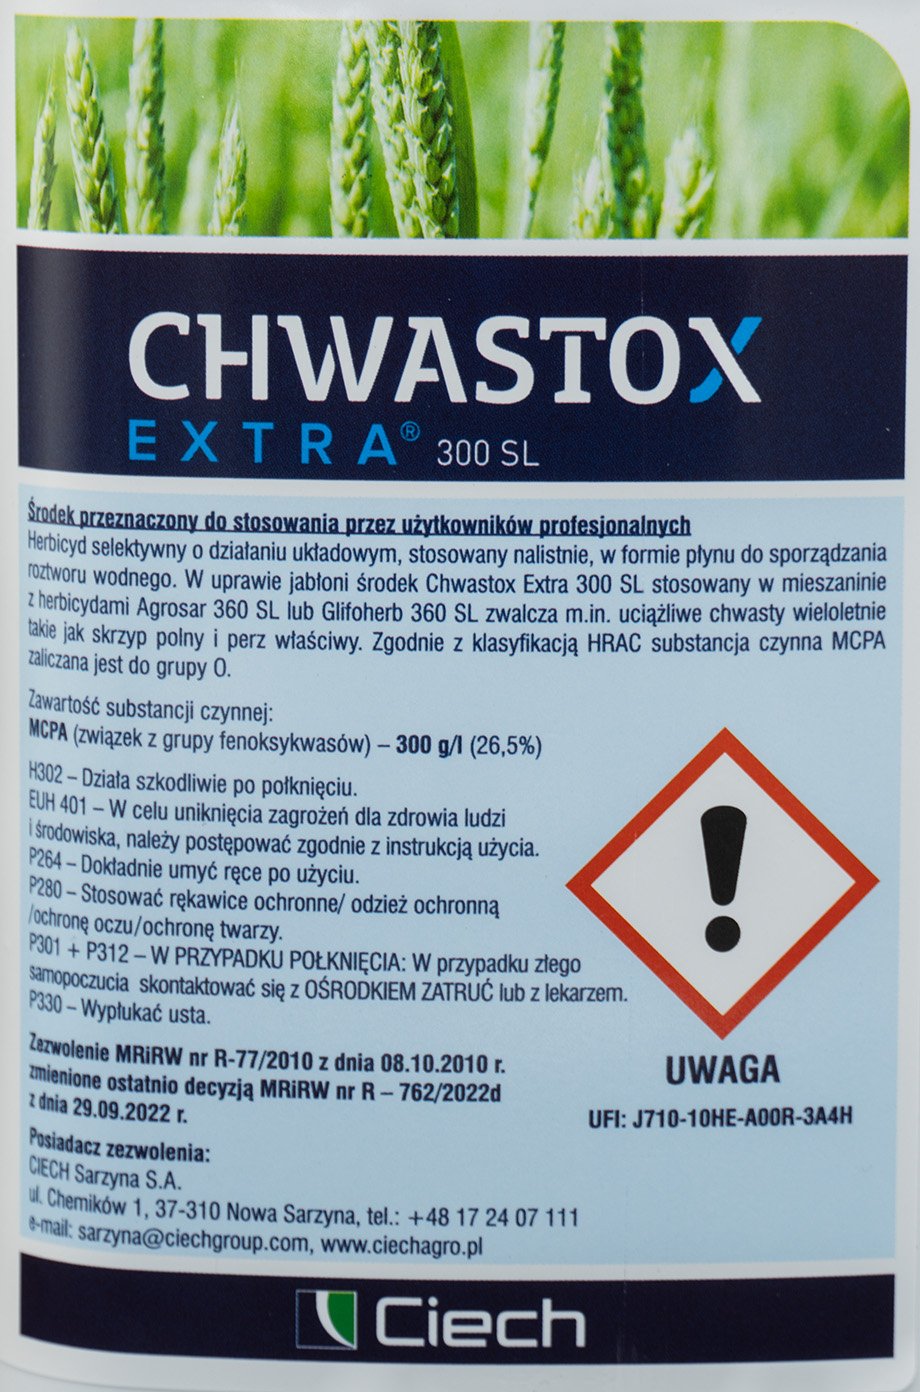 CHWASTOX
EXTRA® 300 SL
Środek przeznaczony do stosowania przez użytkowników profesjonalnych
Herbicyd selektywny o działaniu układowym, stosowany nalistnie, w formie płynu do sporządzania
roztworu wodnego. W uprawie jabłoni środek Chwastox Extra 300 SL stosowany w mieszaninie
z herbicydami Agrosar 360 SL lub Glifoherb 360 SL zwalcza m.in. uciążliwe chwasty wieloletnie
takie jak skrzyp polny i perz właściwy. Zgodnie z klasyfikacją HRAC substancja czynna MCPA
zaliczana jest do grupy O.
Zawartość substancji czynnej:
MCPA (związek z grupy fenoksykwasów) – 300 g/l (26,5%)
H302 – Działa szkodliwie po połknięciu.
EUH 401 – W celu uniknięcia zagrożeń dla zdrowia ludzi
i środowiska, należy postępować zgodnie z instrukcją użycia.
P264 – Dokładnie umyć ręce po użyciu.
P280 – Stosować rękawice ochronne/ odzież ochronną
/ochronę oczu/ochronę twarzy.
P301 + P312 – W PRZYPADKU POŁKNIĘCIA: W przypadku złego
samopoczucia skontaktować się z OŚRODKIEM ZATRUĆ lub z lekarzem.
P330 – Wypłukać usta.
Zezwolenie MRiRW nr R-77/2010 z dnia 08.10.2010 r.
zmienione ostatnio decyzją MRiRW nr R – 762/2022d
z dnia 29.09.2022 r.
UWAGA
UFI: J710-10HE-A00R-3A4H
Posiadacz zezwolenia:
CIECH Sarzyna S.A.
ul. Chemików 1, 37-310 Nowa Sarzyna, tel.: +48 17 24 07 111
e-mail: sarzyna@ciechgroup.com, www.ciechagro.pl
Ciech